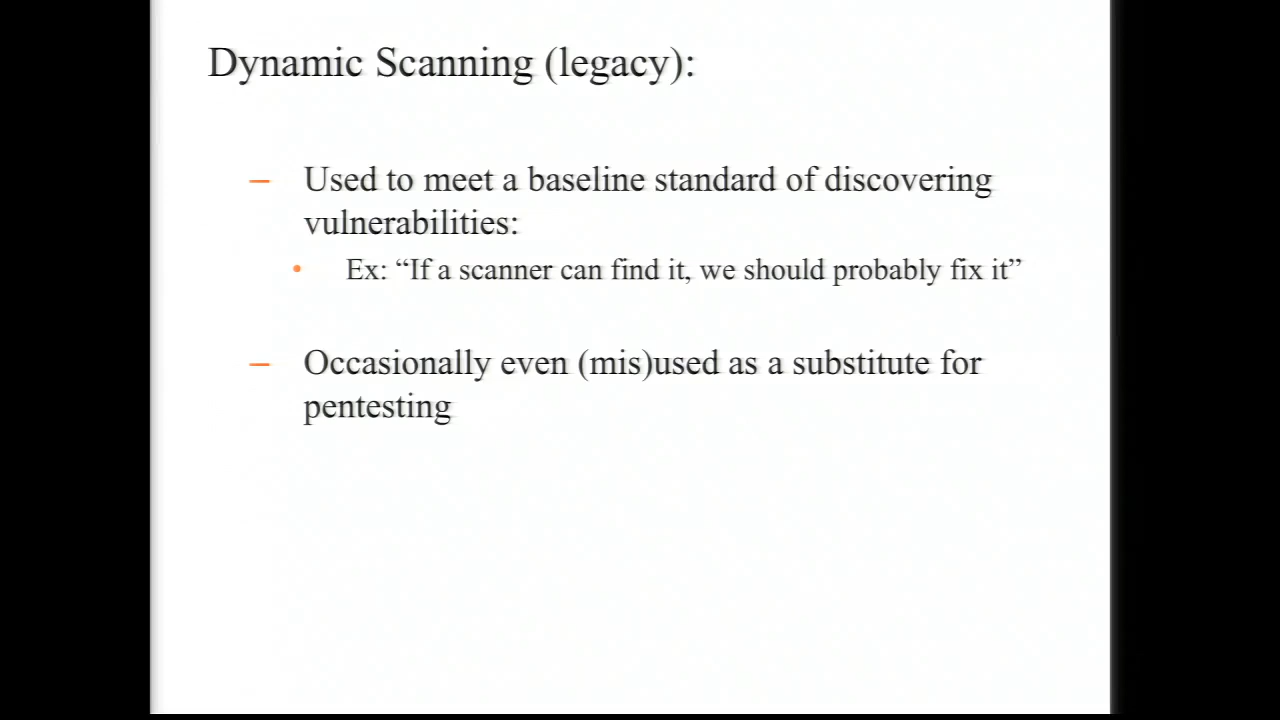 Dynamic Scanning (legacy):
– Used to meet a baseline standard of discovering
vulnerabilities:
• Ex: “If a scanner can find it, we should probably fix it”
– Occasionally even (mis)used as a substitute for
pentesting